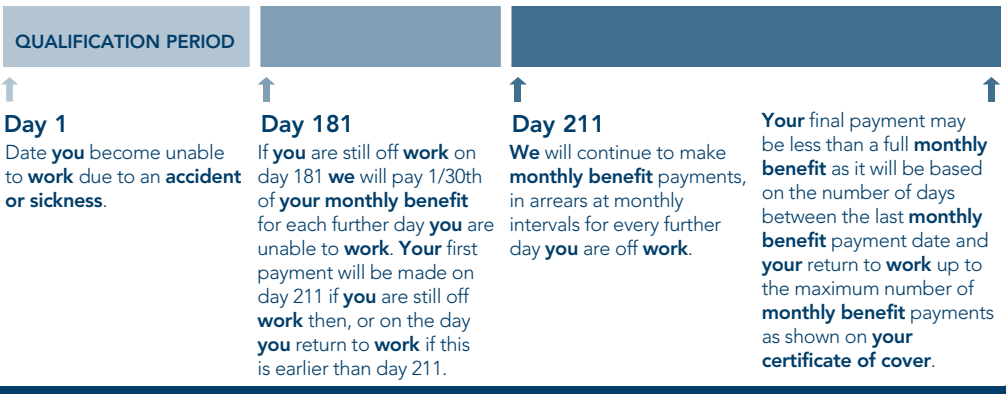 QUALIFICATION PERIOD
Day 1
Date you become unable
to work due to an accident
or sickness.
Day 181
If you are still off work on
day 181 we will pay 1/30th
of your monthly benefit
for each further day you are
unable to work. Your first
payment will be made on
day 211 if you are still off
work then, or on the day
you return to work if this
is earlier than day 211.
Day 211
We will continue to make
monthly benefit payments,
in arrears at monthly
intervals for every further
day you are off work.
Your final payment may
be less than a full monthly
benefit as it will be based
on the number of days
between the last monthly
benefit payment date and
your return to work up to
the maximum number of
monthly benefit payments
as shown on your
certificate of cover.